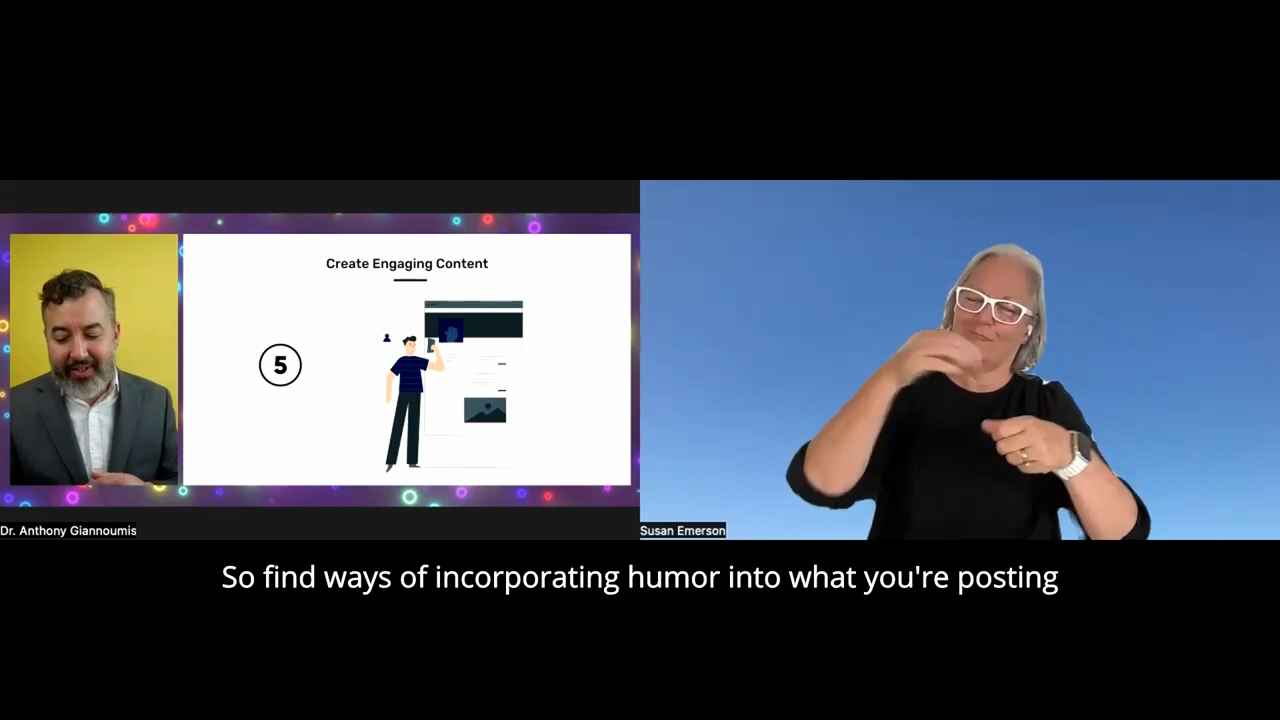 Create Engaging Content
5
Dr. Anthony Giannoumis
Susan Emerson
So find ways of incorporating humor into what you're posting